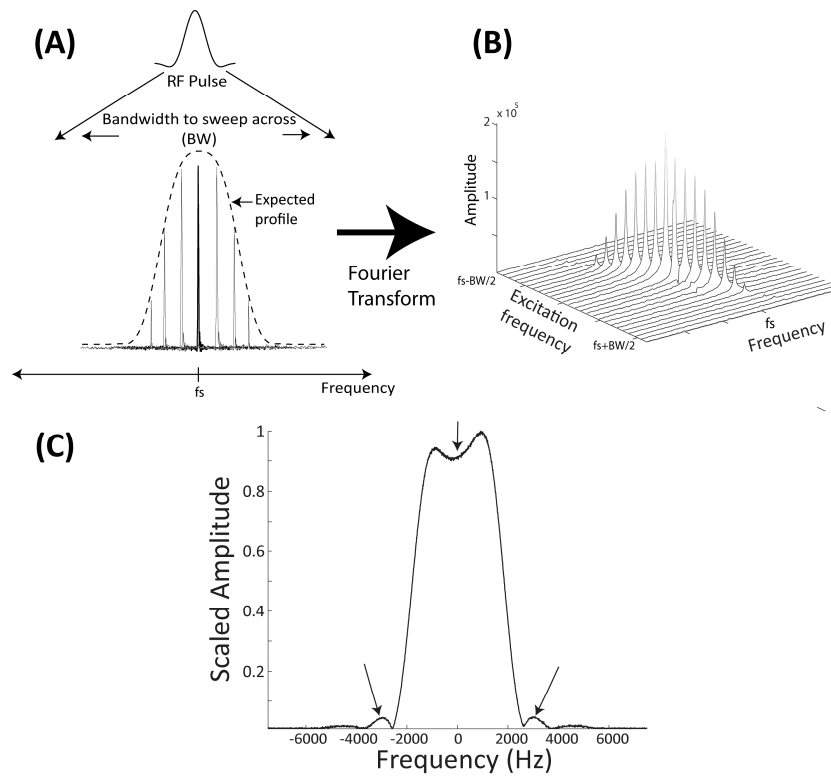 (A)
RF Pulse
Bandwidth to sweep across
(BW)
Expected
profile
fs
Frequency
Fourier
Transform
(B)
x 10^5
2
1
Amplitude
fs-BW/2
Excitation
frequency
fs+BW/2
fs
Frequency
(C)
1
0.8
0.6
0.4
0.2
Scaled Amplitude
-6000 -4000 -2000 0 2000 4000 6000
Frequency (Hz)